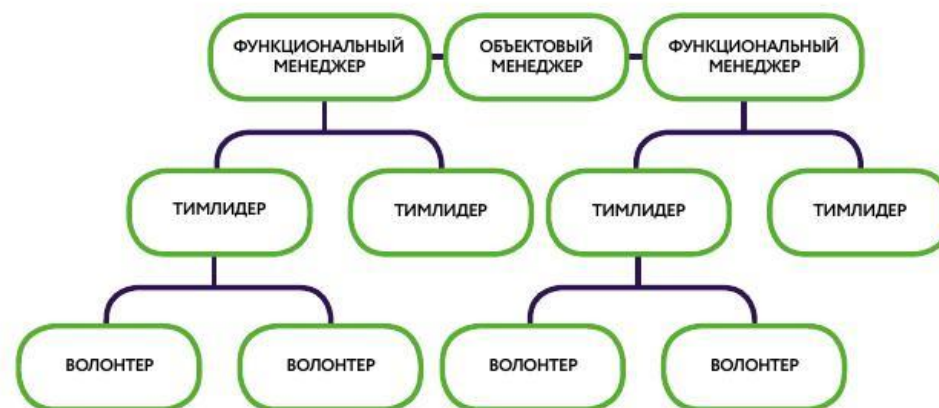 ФУНКЦИОНАЛЬНЫЙ
МЕНЕДЖЕР
ОБЪЕКТОВЫЙ
МЕНЕДЖЕР
ФУНКЦИОНАЛЬНЫЙ
МЕНЕДЖЕР
ТИМЛИДЕР
ТИМЛИДЕР
ТИМЛИДЕР
ТИМЛИДЕР
ВОЛОНТЕР
ВОЛОНТЕР
ВОЛОНТЕР
ВОЛОНТЕР